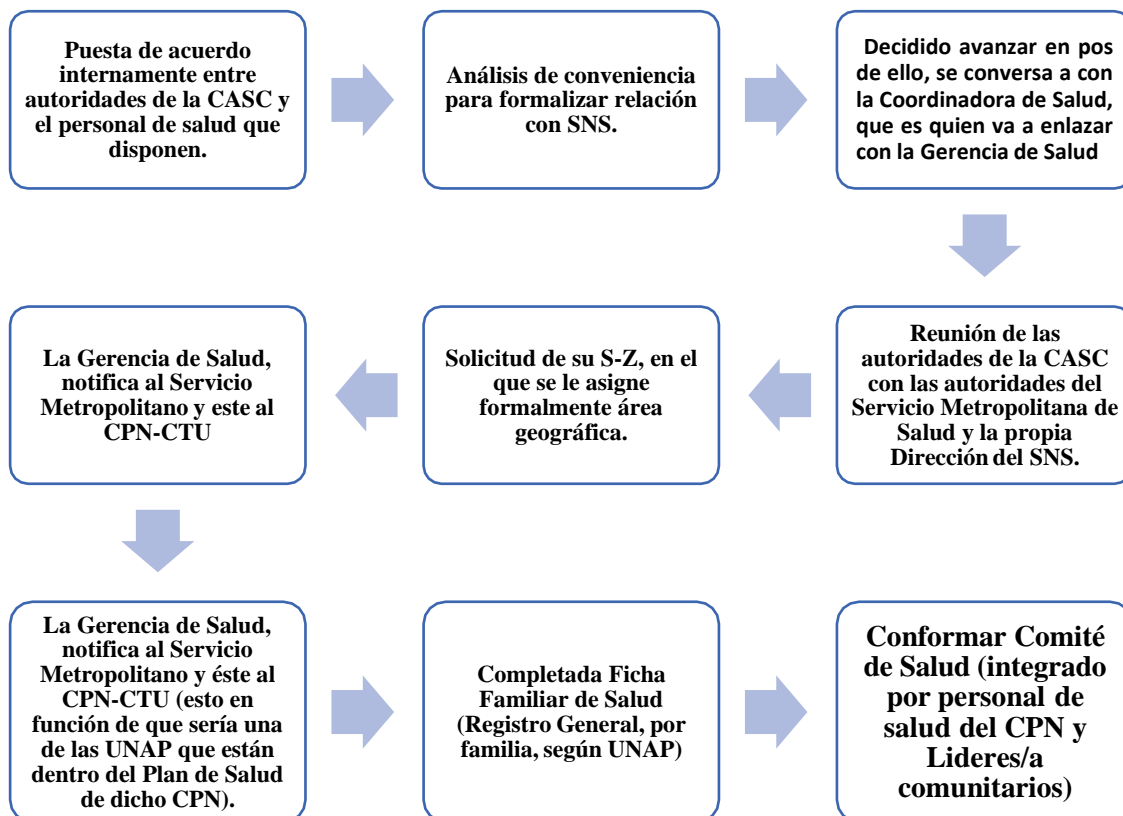 Puesta de acuerdo
internamente entre
autoridades de la CASC y
el personal de salud que
disponen.
Análisis de conveniencia
para formalizar relación
con SNS.
Decidido avanzar en pos
de ello, se conversa a con
la Coordinadora de Salud,
que es quien va a enlazar
con la Gerencia de Salud
Reunión de las
autoridades de la CASC
con las autoridades del
Servicio Metropolitana de
Salud y la propia
Dirección del SNS.
Solicitud de su S-Z, en el
que se le asigne
formalmente área
geográfica.
La Gerencia de Salud,
notifica al Servicio
Metropolitano y este al
CPN-CTU
La Gerencia de Salud,
notifica al Servicio
Metropolitano y éste al
CPN-CTU (esto en
función de que sería una
de las UNAP que están
dentro del Plan de Salud
de dicho CPN).
Completada Ficha
Familiar de Salud
(Registro General, por
familia, según UNAP)
Conformar Comité
de Salud (integrado
por personal de
salud del CPN y
Lideres/a
comunitarios)